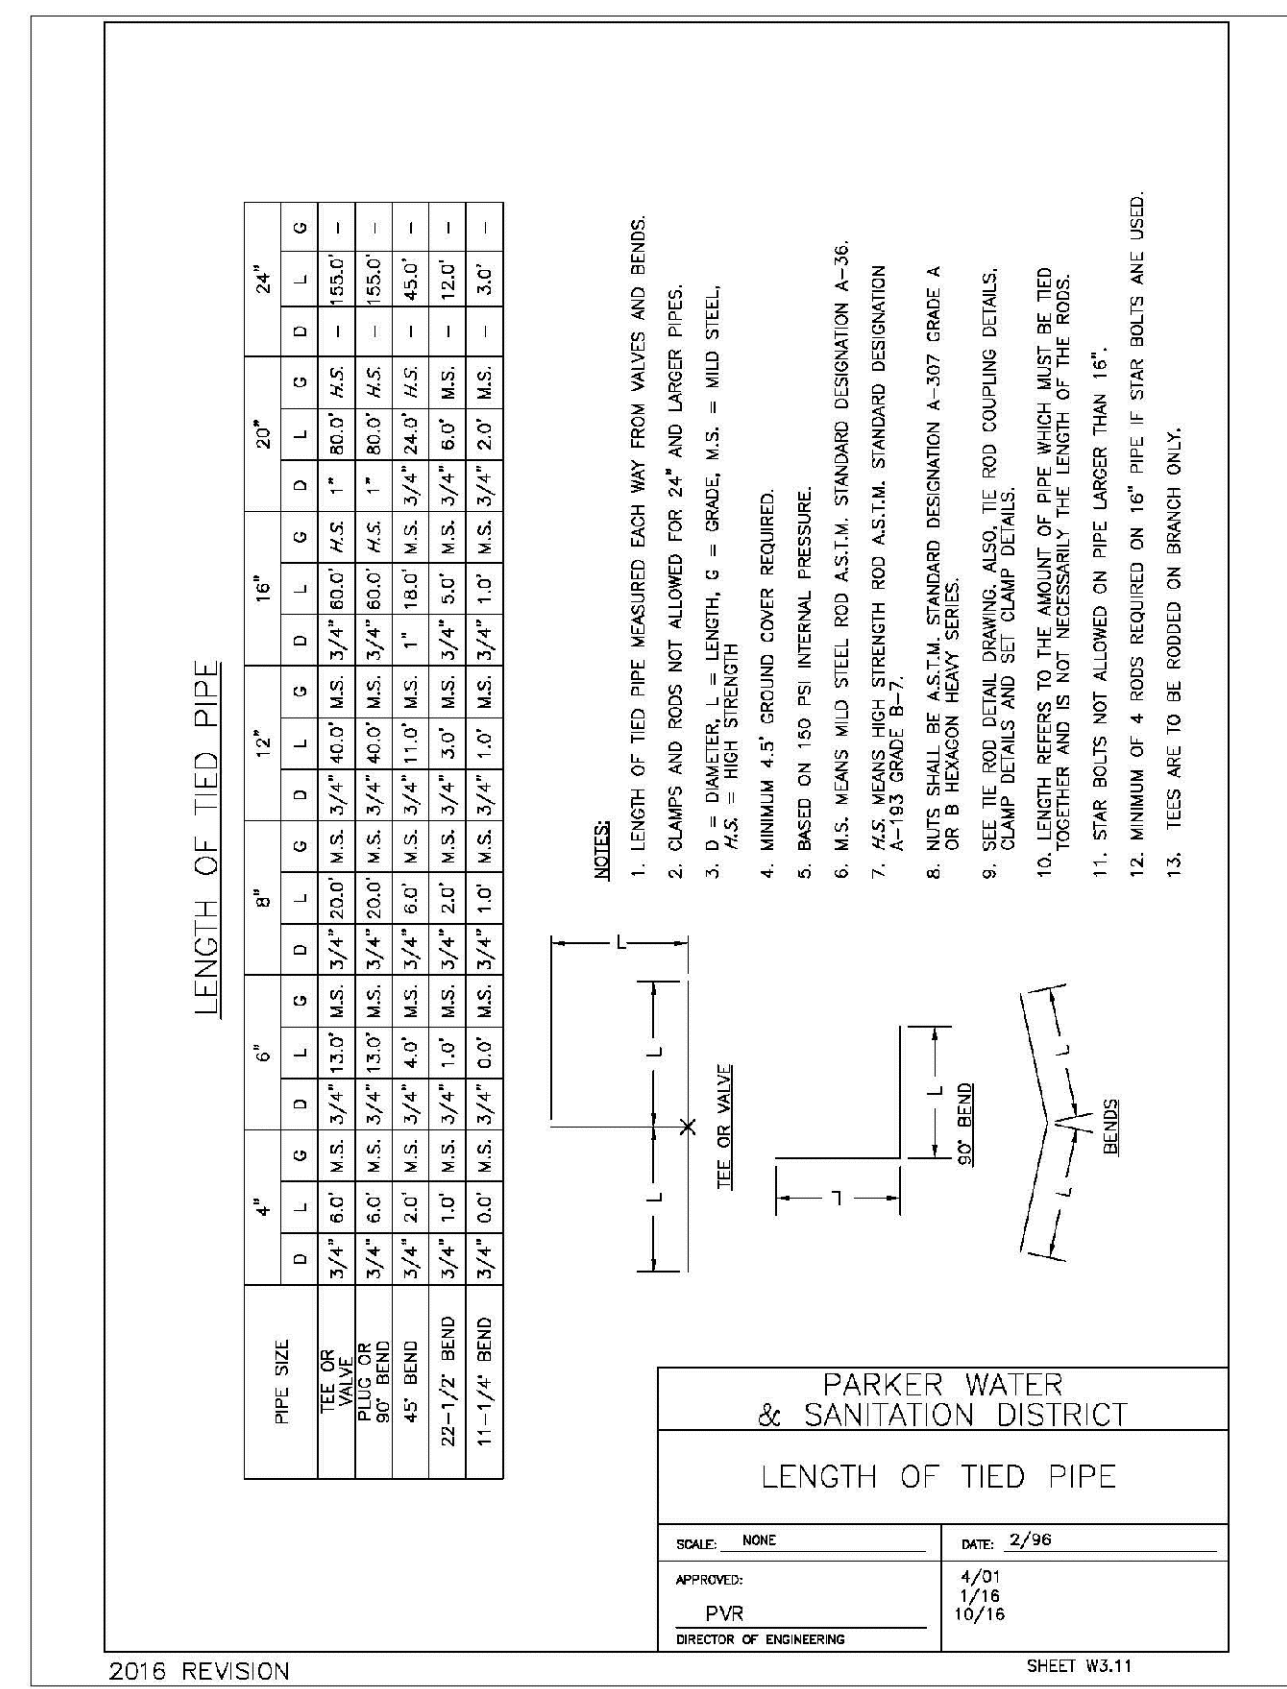 LENGTH OF TIED PIPE
PIPE SIZE 4" 6" 8" 12" 16" 20" 24"
D L G D L G D L G D L G D L G D L G D L G
TEE OR VALVE 3/4" 6.0' M.S. 3/4" 13.0' M.S. 3/4" 20.0' M.S. 3/4" 40.0' M.S. 3/4" 60.0' H.S. 1" 80.0' H.S. – 155.0' –
PLUG OR 90° BEND 3/4" 6.0' M.S. 3/4" 13.0' M.S. 3/4" 20.0' M.S. 3/4" 40.0' M.S. 3/4" 60.0' H.S. 1" 80.0' H.S. – 155.0' –
45° BEND 3/4" 2.0' M.S. 3/4" 4.0' M.S. 3/4" 6.0' M.S. 3/4" 11.0' M.S. 1" 18.0' M.S. 3/4" 24.0' H.S. – 45.0' –
22-1/2° BEND 3/4" 1.0' M.S. 3/4" 1.0' M.S. 3/4" 2.0' M.S. 3/4" 3.0' M.S. 3/4" 5.0' M.S. 3/4" 6.0' M.S. – 12.0' –
11-1/4° BEND 3/4" 0.0' M.S. 3/4" 0.0' M.S. 3/4" 1.0' M.S. 3/4" 1.0' M.S. 3/4" 1.0' M.S. 3/4" 2.0' M.S. – 3.0' –
L
L
L
TEE OR VALVE
L
L
90° BEND
L
L
BENDS
NOTES:
1. LENGTH OF TIED PIPE MEASURED EACH WAY FROM VALVES AND BENDS.
2. CLAMPS AND RODS NOT ALLOWED FOR 24" AND LARGER PIPES.
3. D = DIAMETER, L = LENGTH, G = GRADE, M.S. = MILD STEEL,
H.S. = HIGH STRENGTH
4. MINIMUM 4.5' GROUND COVER REQUIRED.
5. BASED ON 150 PSI INTERNAL PRESSURE.
6. M.S. MEANS MILD STEEL ROD A.S.T.M. STANDARD DESIGNATION A-36.
7. H.S. MEANS HIGH STRENGTH ROD A.S.T.M. STANDARD DESIGNATION
A-193 GRADE B-7.
8. NUTS SHALL BE A.S.T.M. STANDARD DESIGNATION A-307 GRADE A
OR B HEXAGON HEAVY SERIES.
9. SEE TIE ROD DETAIL DRAWING. ALSO, TIE ROD COUPLING DETAILS,
CLAMP DETAILS AND SET CLAMP DETAILS.
10. LENGTH REFERS TO THE AMOUNT OF PIPE WHICH MUST BE TIED
TOGETHER AND IS NOT NECESSARILY THE LENGTH OF THE RODS.
11. STAR BOLTS NOT ALLOWED ON PIPE LARGER THAN 16".
12. MINIMUM OF 4 RODS REQUIRED ON 16" PIPE IF STAR BOLTS ANE USED.
13. TEES ARE TO BE RODDED ON BRANCH ONLY.
PARKER WATER
& SANITATION DISTRICT
LENGTH OF TIED PIPE
SCALE: NONE
DATE: 2/96
APPROVED:
PVR
DIRECTOR OF ENGINEERING
4/01
1/16
10/16
2016 REVISION
SHEET W3.11